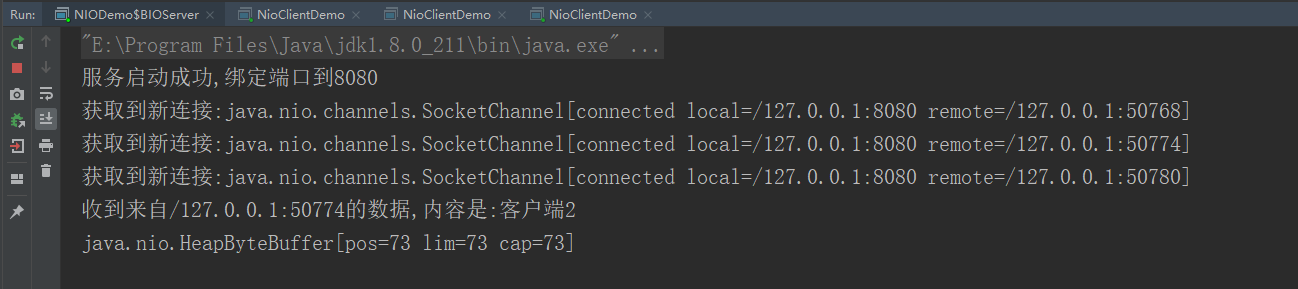 Run: NIODemo$BIOServer NioClientDemo NioClientDemo NioClientDemo
"E:\Program Files\Java\jdk1.8.0_211\bin\java.exe" ...
服务启动成功,绑定端口到8080
获取到新连接:java.nio.channels.SocketChannel[connected local=/127.0.0.1:8080 remote=/127.0.0.1:50768]
获取到新连接:java.nio.channels.SocketChannel[connected local=/127.0.0.1:8080 remote=/127.0.0.1:50774]
获取到新连接:java.nio.channels.SocketChannel[connected local=/127.0.0.1:8080 remote=/127.0.0.1:50780]
收到来自/127.0.0.1:50774的数据,内容是:客户端2
java.nio.HeapByteBuffer[pos=73 lim=73 cap=73]